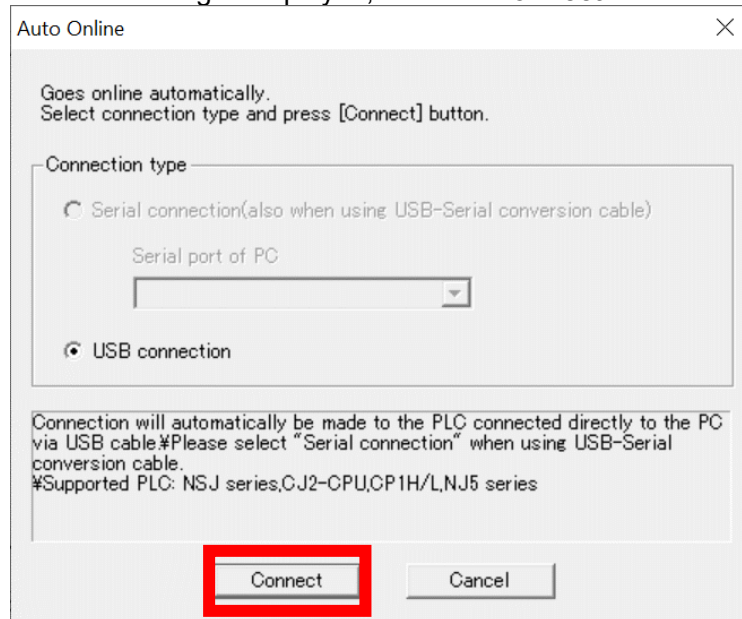 Auto Online
Goes online automatically.
Select connection type and press [Connect] button.
Connection type
Serial connection(also when using USB-Serial conversion cable)
Serial port of PC
USB connection
Connection will automatically be made to the PLC connected directly to the PC
via USB cable.¥Please select "Serial connection" when using USB-Serial
conversion cable.
¥Supported PLC: NSJ series,CJ2-CPU,CP1H/L,NJ5 series
Connect
Cancel